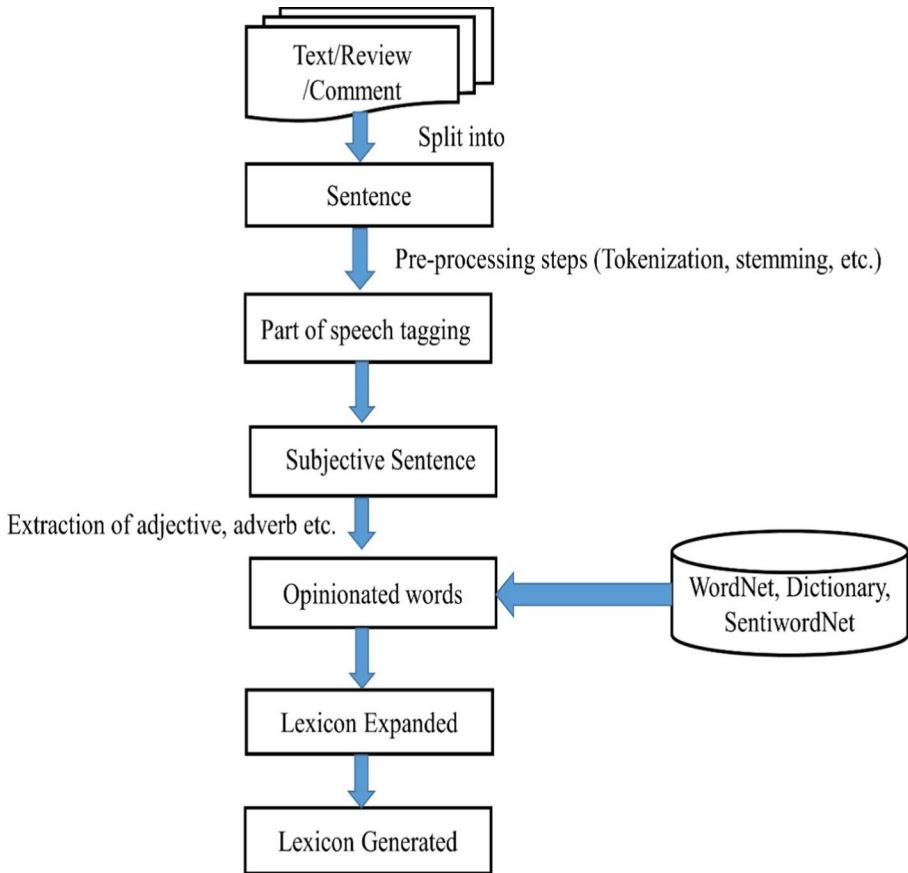 Text/Review
/Comment
Split into
Sentence
Pre-processing steps (Tokenization, stemming, etc.)
Part of speech tagging
Subjective Sentence
Extraction of adjective, adverb etc.
Opinionated words
WordNet, Dictionary,
SentiwordNet
Lexicon Expanded
Lexicon Generated